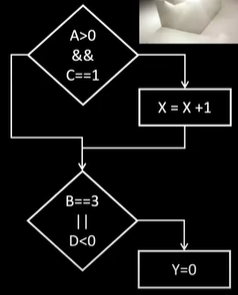 A>0
&&
C==1
X = X +1
B==3
||
D<0
Y=0